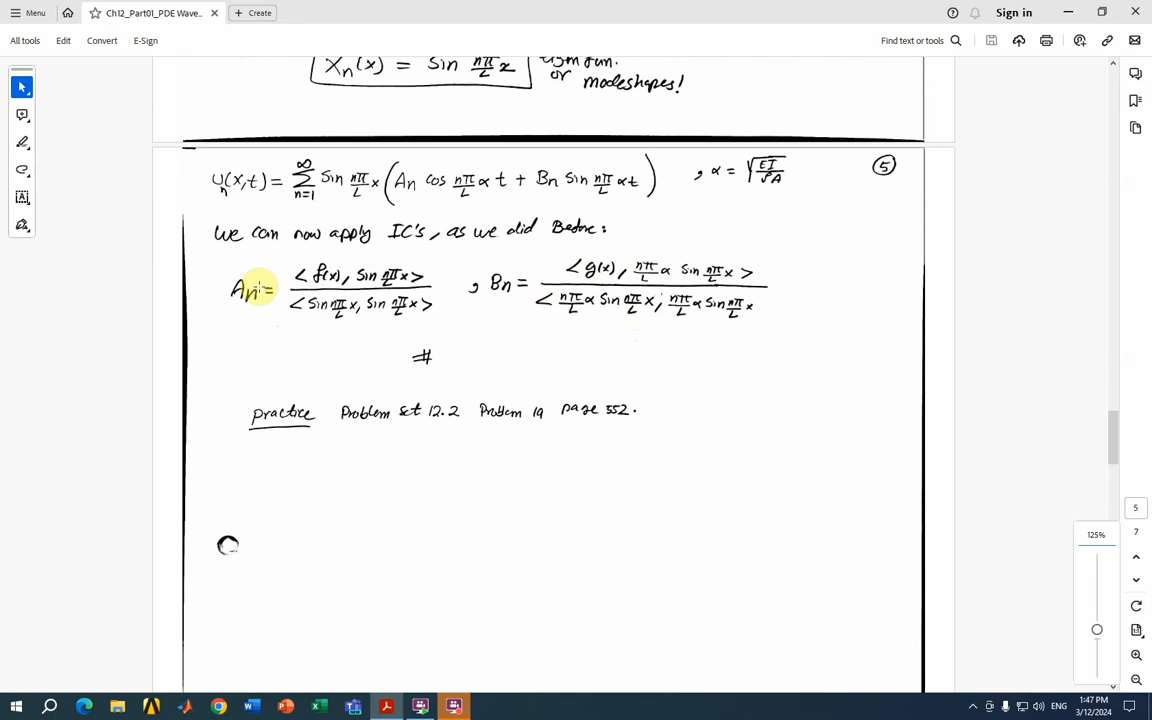 Menu
Ch12_Part01_PDE Wave...
Create
Sign in
All tools
Edit
Convert
E-Sign
Find text or tools
Xn(x) = Sin nπ/L x
or modeshapes!
un(x,t) = ∞ Σ n=1 Sin nπ/L x (An cos nπ/L α t + Bn Sin nπ/L αt) , α = √EI/ρA
5
We can now apply IC's, as we did Before:
An = < f(x), Sin nπ/L x > / < Sin nπ/L x, Sin nπ/L x > , Bn = < g(x), nπ/L α Sin nπ/L x > / < nπ/L α Sin nπ/L x, nπ/L α Sin nπ/L x
#
practice Problem set 12.2 Problem 19 page 552.
5
7
125%
ENG
1:47 PM
3/12/2024